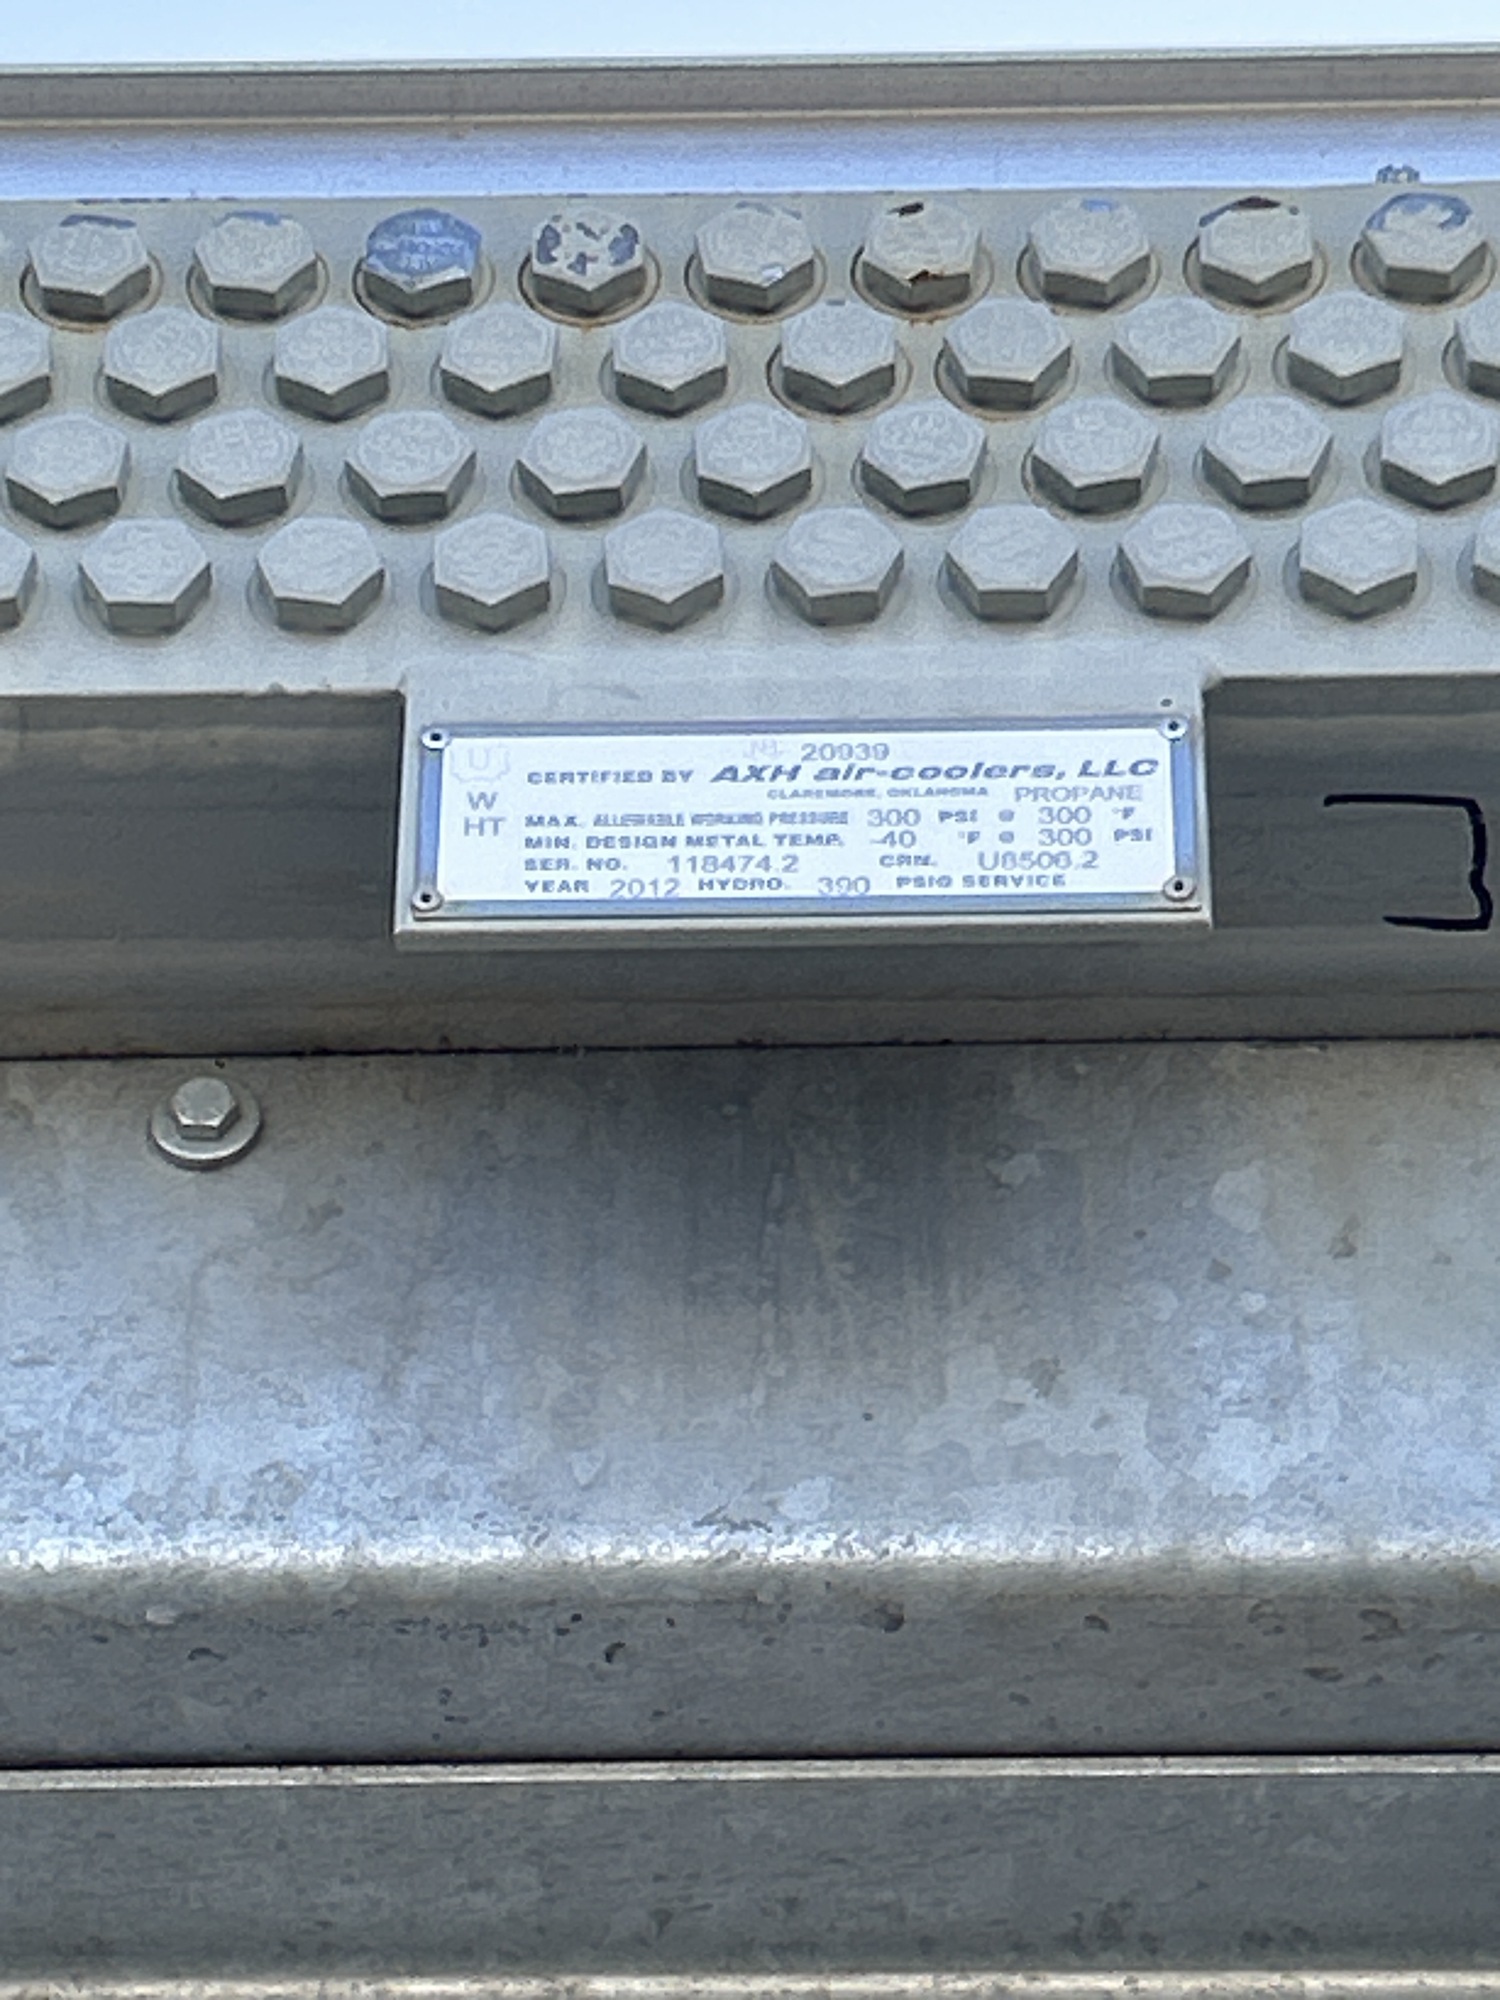 U NB 20939
CERTIFIED BY AXH air-coolers, LLC
CLAREMORE, OKLAHOMA PROPANE
W
HT
MAX. ALLOWABLE WORKING PRESSURE 300 PSI @ 300 °F
MIN. DESIGN METAL TEMP. -40 °F @ 300 PSI
SER. NO. 118474.2 CRN. U8506.2
YEAR 2012 HYDRO. 390 PSIG SERVICE